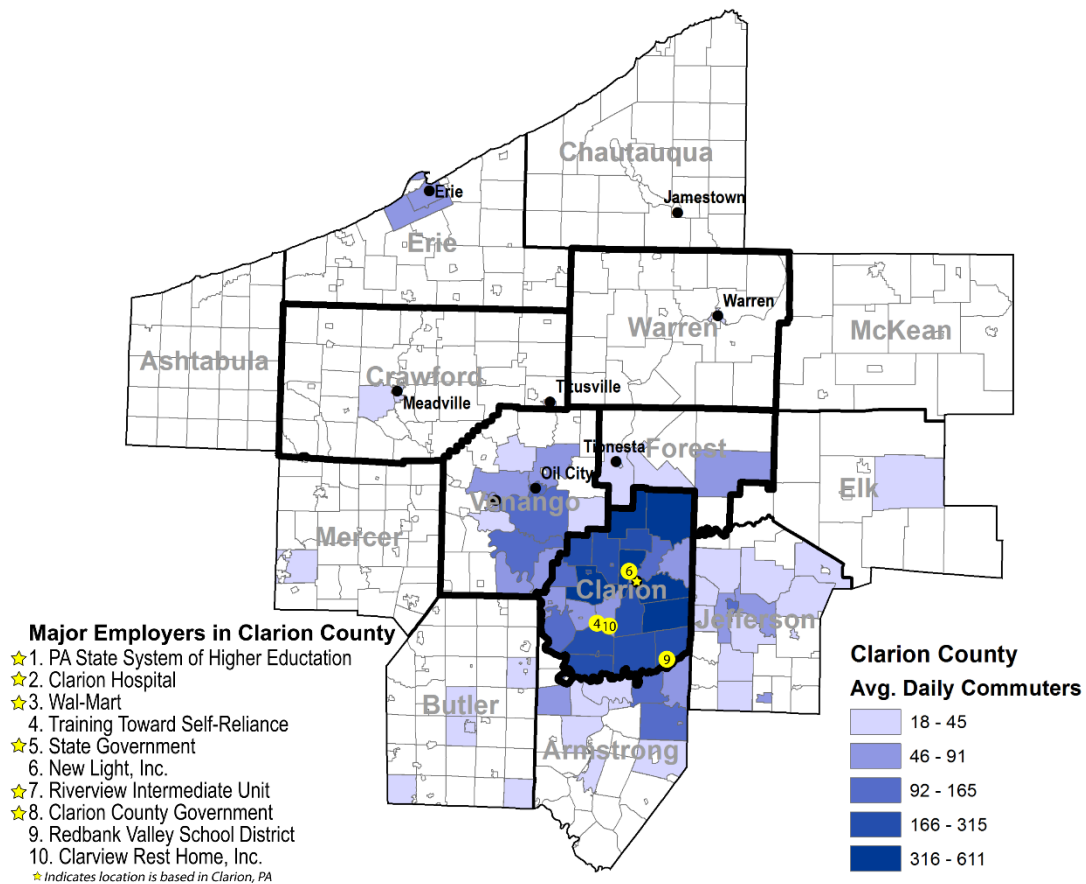 Chautauqua
Jamestown
Erie
Erie
Warren
Warren
McKean
Ashtabula
Crawford
Meadville
Titusville
Tionesta
Forest
Oil City
Venango
Elk
Mercer
6
Clarion
4
10
Jefferson
9
Butler
Armstrong
Major Employers in Clarion County
1. PA State System of Higher Eductation
2. Clarion Hospital
3. Wal-Mart
4. Training Toward Self-Reliance
5. State Government
6. New Light, Inc.
7. Riverview Intermediate Unit
8. Clarion County Government
9. Redbank Valley School District
10. Clarview Rest Home, Inc.
Indicates location is based in Clarion, PA
Clarion County
Avg. Daily Commuters
18 - 45
46 - 91
92 - 165
166 - 315
316 - 611